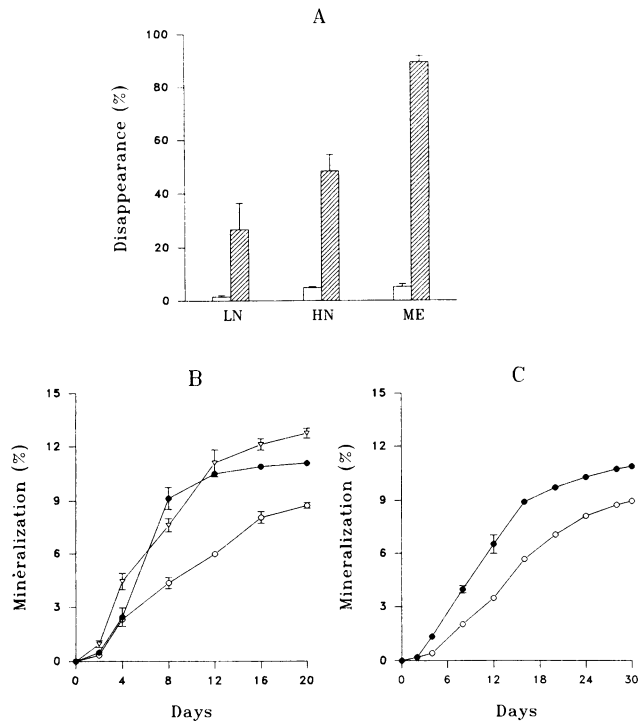 A
Disappearance (%)
100
80
60
40
20
0
LN HN ME
B
Mineralization (%)
15
12
9
6
3
0
0 4 8 12 16 20
Days
C
Mineralization (%)
15
12
9
6
3
0
0 6 12 18 24 30
Days